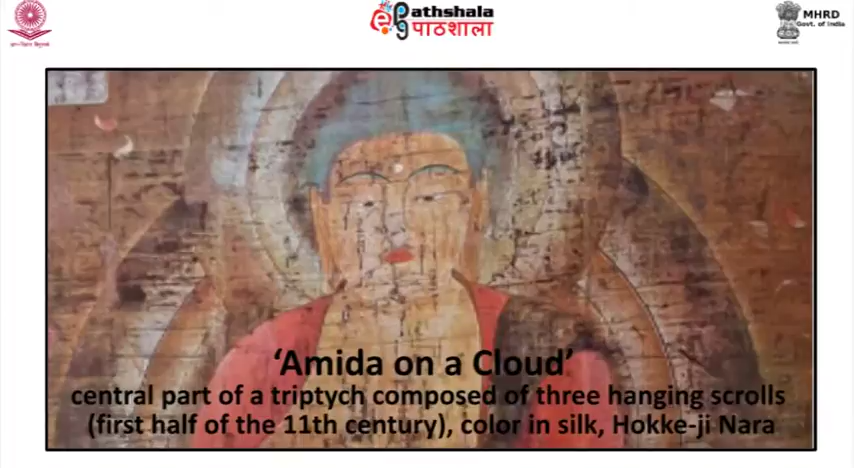 epathshala
पाठशाला
MHRD
Govt. of India
‘Amida on a Cloud’
central part of a triptych composed of three hanging scrolls
(first half of the 11th century), color in silk, Hokke-ji Nara